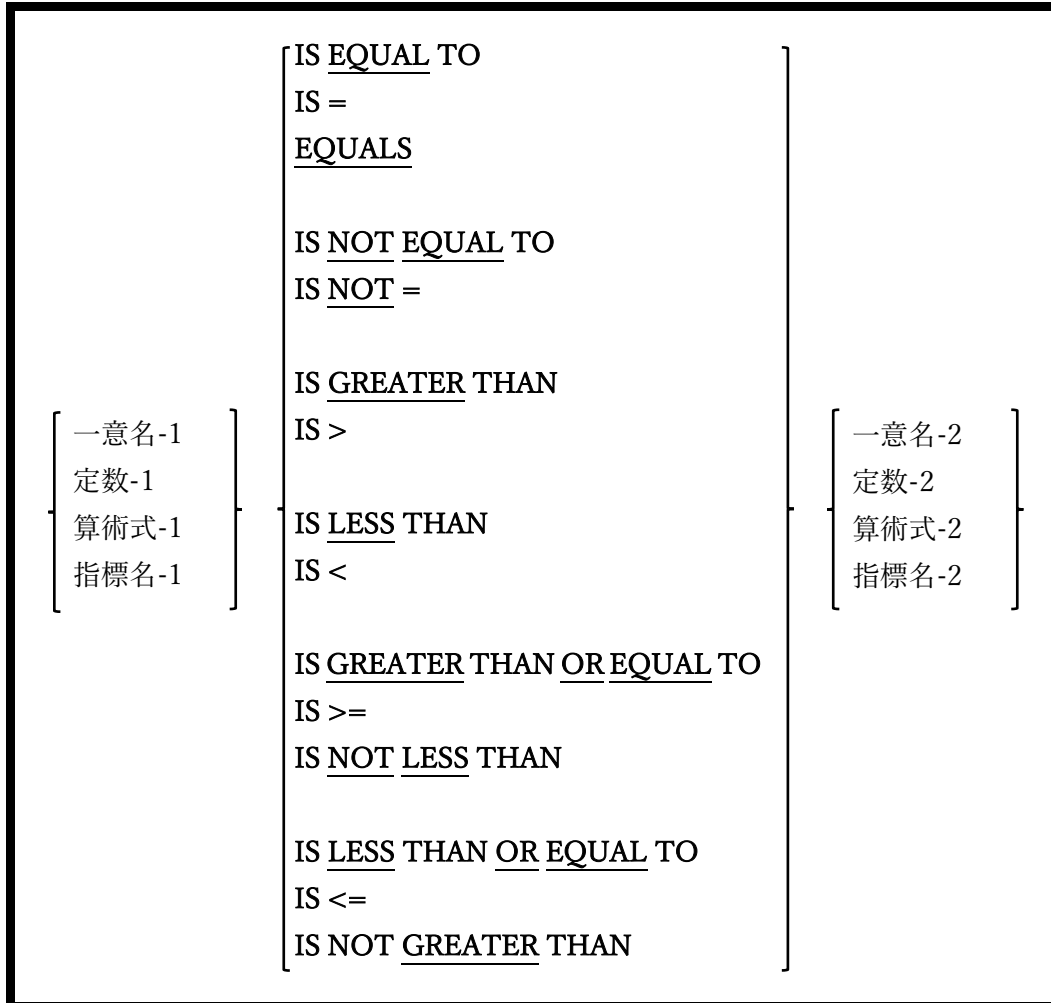 IS EQUAL TO
IS =
EQUALS
IS NOT EQUAL TO
IS NOT =
IS GREATER THAN
IS >
IS LESS THAN
IS <
IS GREATER THAN OR EQUAL TO
IS >=
IS NOT LESS THAN
IS LESS THAN OR EQUAL TO
IS <=
IS NOT GREATER THAN
一意名-1
定数-1
算術式-1
指標名-1
一意名-2
定数-2
算術式-2
指標名-2